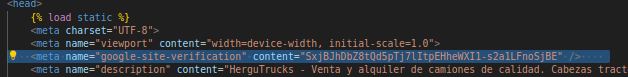 <head>
{% load static %}
<meta charset="UTF-8">
<meta name="viewport" content="width=device-width, initial-scale=1.0">
<meta name="google-site-verification" content="SxjBJhDbZ8tQd5pTj7lItpEHheWXI1-s2a1LFnoSjBE" />
<meta name="description" content="HerguTrucks - Venta y alquiler de camiones de calidad. Cabezas tract